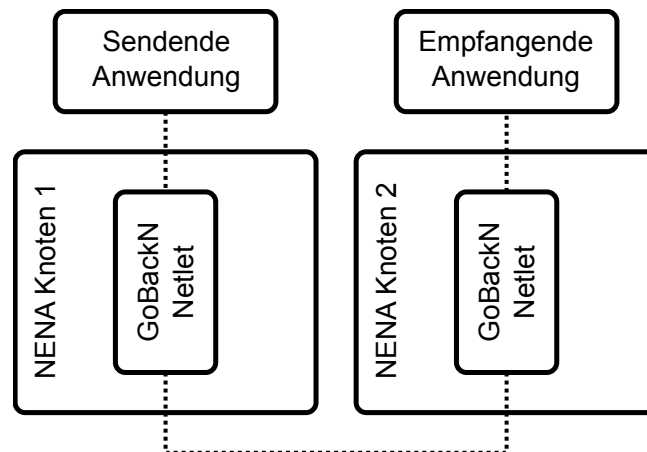 Sendende
Anwendung
Empfangende
Anwendung
NENA Knoten 1
GoBackN
Netlet
NENA Knoten 2
GoBackN
Netlet